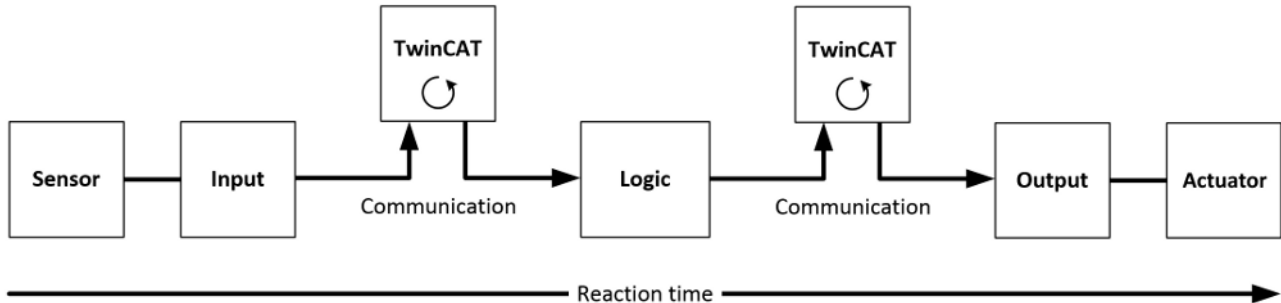 TwinCAT
TwinCAT
Sensor
Input
Communication
Logic
Communication
Output
Actuator
Reaction time